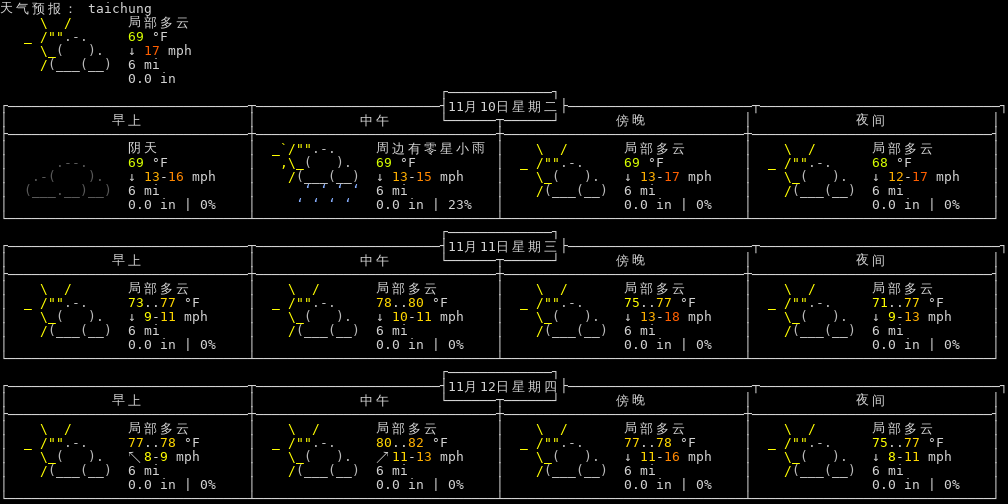 天气预报： taichung
局部多云
69 °F
↓ 17 mph
6 mi
0.0 in
11月10日星期二
早上 中午 傍晚 夜间
阴天 周边有零星小雨 局部多云 局部多云
69 °F 69 °F 69 °F 68 °F
↓ 13-16 mph ↓ 13-15 mph ↓ 13-17 mph ↓ 12-17 mph
6 mi 6 mi 6 mi 6 mi
0.0 in | 0% 0.0 in | 23% 0.0 in | 0% 0.0 in | 0%
11月11日星期三
早上 中午 傍晚 夜间
局部多云 局部多云 局部多云 局部多云
73..77 °F 78..80 °F 75..77 °F 71..77 °F
↓ 9-11 mph ↓ 10-11 mph ↓ 13-18 mph ↓ 9-13 mph
6 mi 6 mi 6 mi 6 mi
0.0 in | 0% 0.0 in | 0% 0.0 in | 0% 0.0 in | 0%
11月12日星期四
早上 中午 傍晚 夜间
局部多云 局部多云 局部多云 局部多云
77..78 °F 80..82 °F 77..78 °F 75..77 °F
↖ 8-9 mph ↗ 11-13 mph ↓ 11-16 mph ↓ 8-11 mph
6 mi 6 mi 6 mi 6 mi
0.0 in | 0% 0.0 in | 0% 0.0 in | 0% 0.0 in | 0%